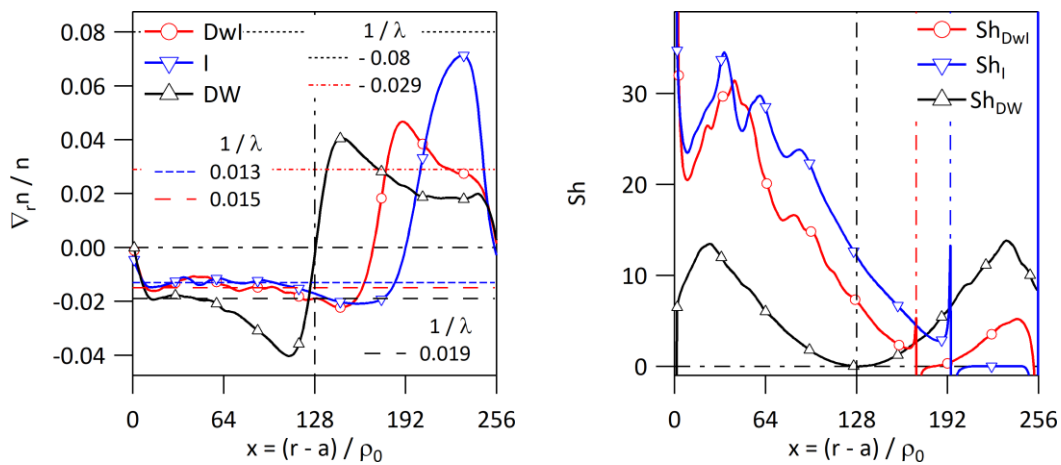 0.08
0.06
0.04
0.02
0.00
-0.02
-0.04
∇r n / n
DwI
I
DW
1 / λ
- 0.08
- 0.029
1 / λ
0.013
0.015
1 / λ
0.019
0
64
128
192
256
x = (r - a) / ρ0
30
20
10
0
Sh
ShDwI
ShI
ShDW
0
64
128
192
256
x = (r - a) / ρ0